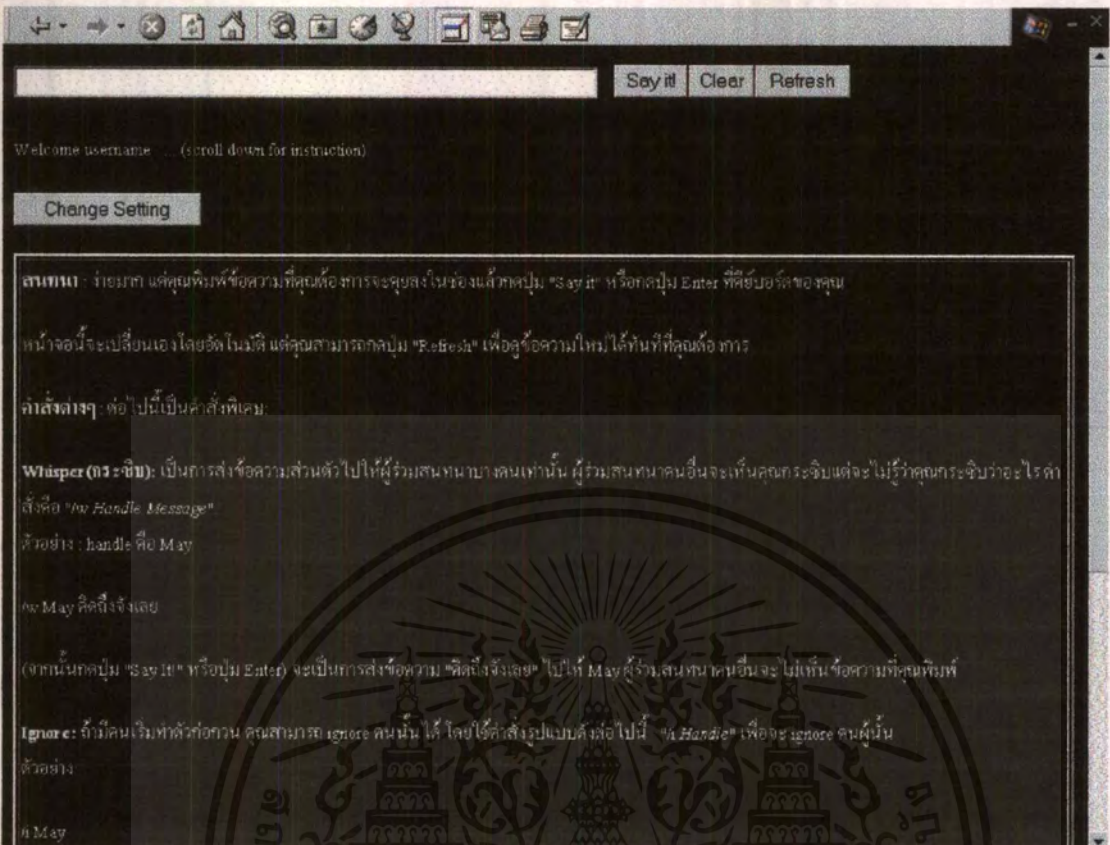 Say it! Clear Refresh
Welcome username ... (scroll down for instruction)
Change Setting
สนทนา : ง่ายมาก แค่คุณพิมพ์ข้อความที่คุณต้องการจะคุยลงในช่องแล้วกดปุ่ม "Say it" หรือกดปุ่ม Enter ที่คีย์บอร์ดของคุณ
หน้าจอนี้จะเปลี่ยนเองโดยอัตโนมัติ แต่คุณสามารถกดปุ่ม "Refresh" เพื่อดูข้อความใหม่ได้ทันทีที่คุณต้องการ
คำสั่งต่างๆ : ต่อไปนี้เป็นคำสั่งพิเศษ:
Whisper (กระซิบ): เป็นการส่งข้อความส่วนตัวไปให้ผู้ร่วมสนทนาบางคนเท่านั้น ผู้ร่วมสนทนาคนอื่นจะเห็นคุณกระซิบแต่จะไม่รู้ว่าคุณกระซิบว่าอะไร คำ
สั่งคือ "/w Handle Message"
ตัวอย่าง : handle คือ May
/w May คิดถึงจังเลย
(จากนั้นกดปุ่ม "Say It!" หรือปุ่ม Enter) จะเป็นการส่งข้อความ "คิดถึงจังเลย" ไปให้ May ผู้ร่วมสนทนาคนอื่นจะไม่เห็นข้อความที่คุณพิมพ์
Ignore: ถ้ามีคนเริ่มทำตัวก่อกวน คุณสามารถ ignore คนนั้นได้ โดยใช้คำสั่งรูปแบบดังต่อไปนี้ "/i Handle" เพื่อจะ ignore คนผู้นั้น
ตัวอย่าง
/i May